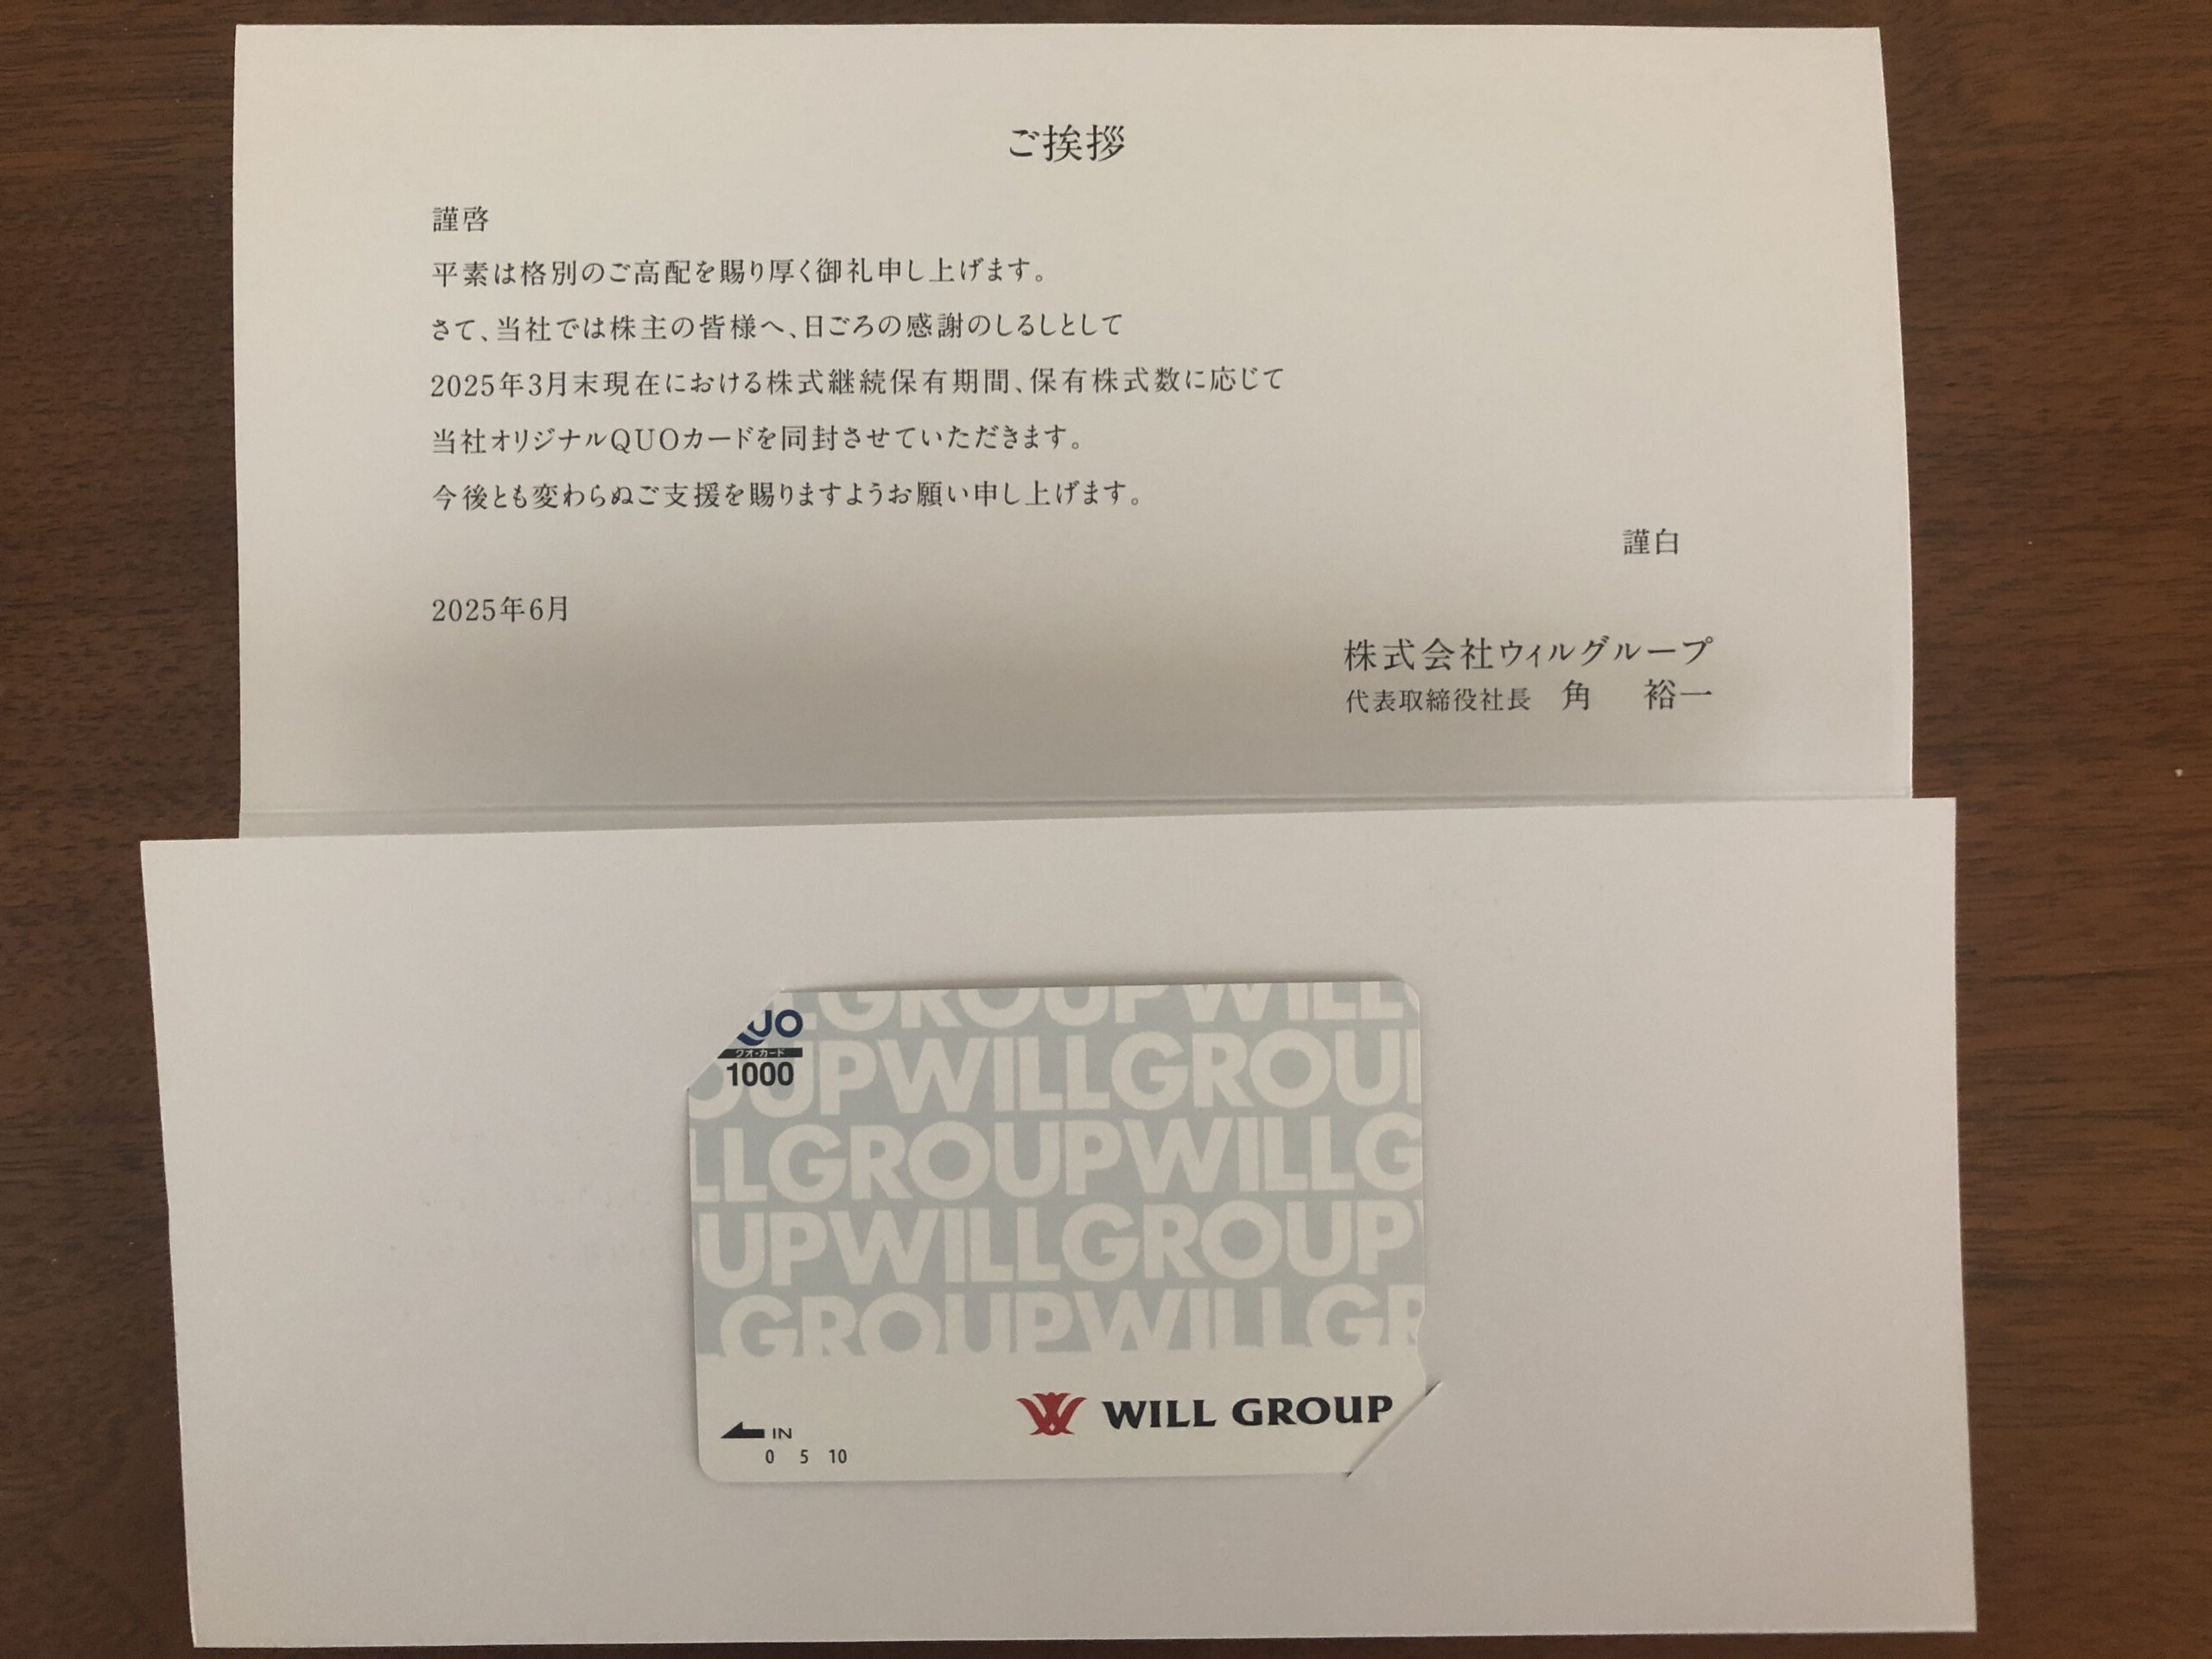 ご挨拶
謹啓
平素は格別のご高配を賜り厚く御礼申し上げます。
さて、当社では株主の皆様へ、日ごろの感謝のしるしとして
2025年3月末現在における株式継続保有期間、保有株式数に応じて
当社オリジナルQUOカードを同封させていただきます。
今後とも変わらぬご支援を賜りますようお願い申し上げます。
謹白
2025年6月
株式会社ウィルグループ
代表取締役社長 角 裕一
LGROUPWILLG
QUO
クオ・カード
1000
OUPWILLGROUP
LLGROUPWILLG
UPWILLGROUP
LGROUPWILLGR
WILL GROUP
IN
0 5 10